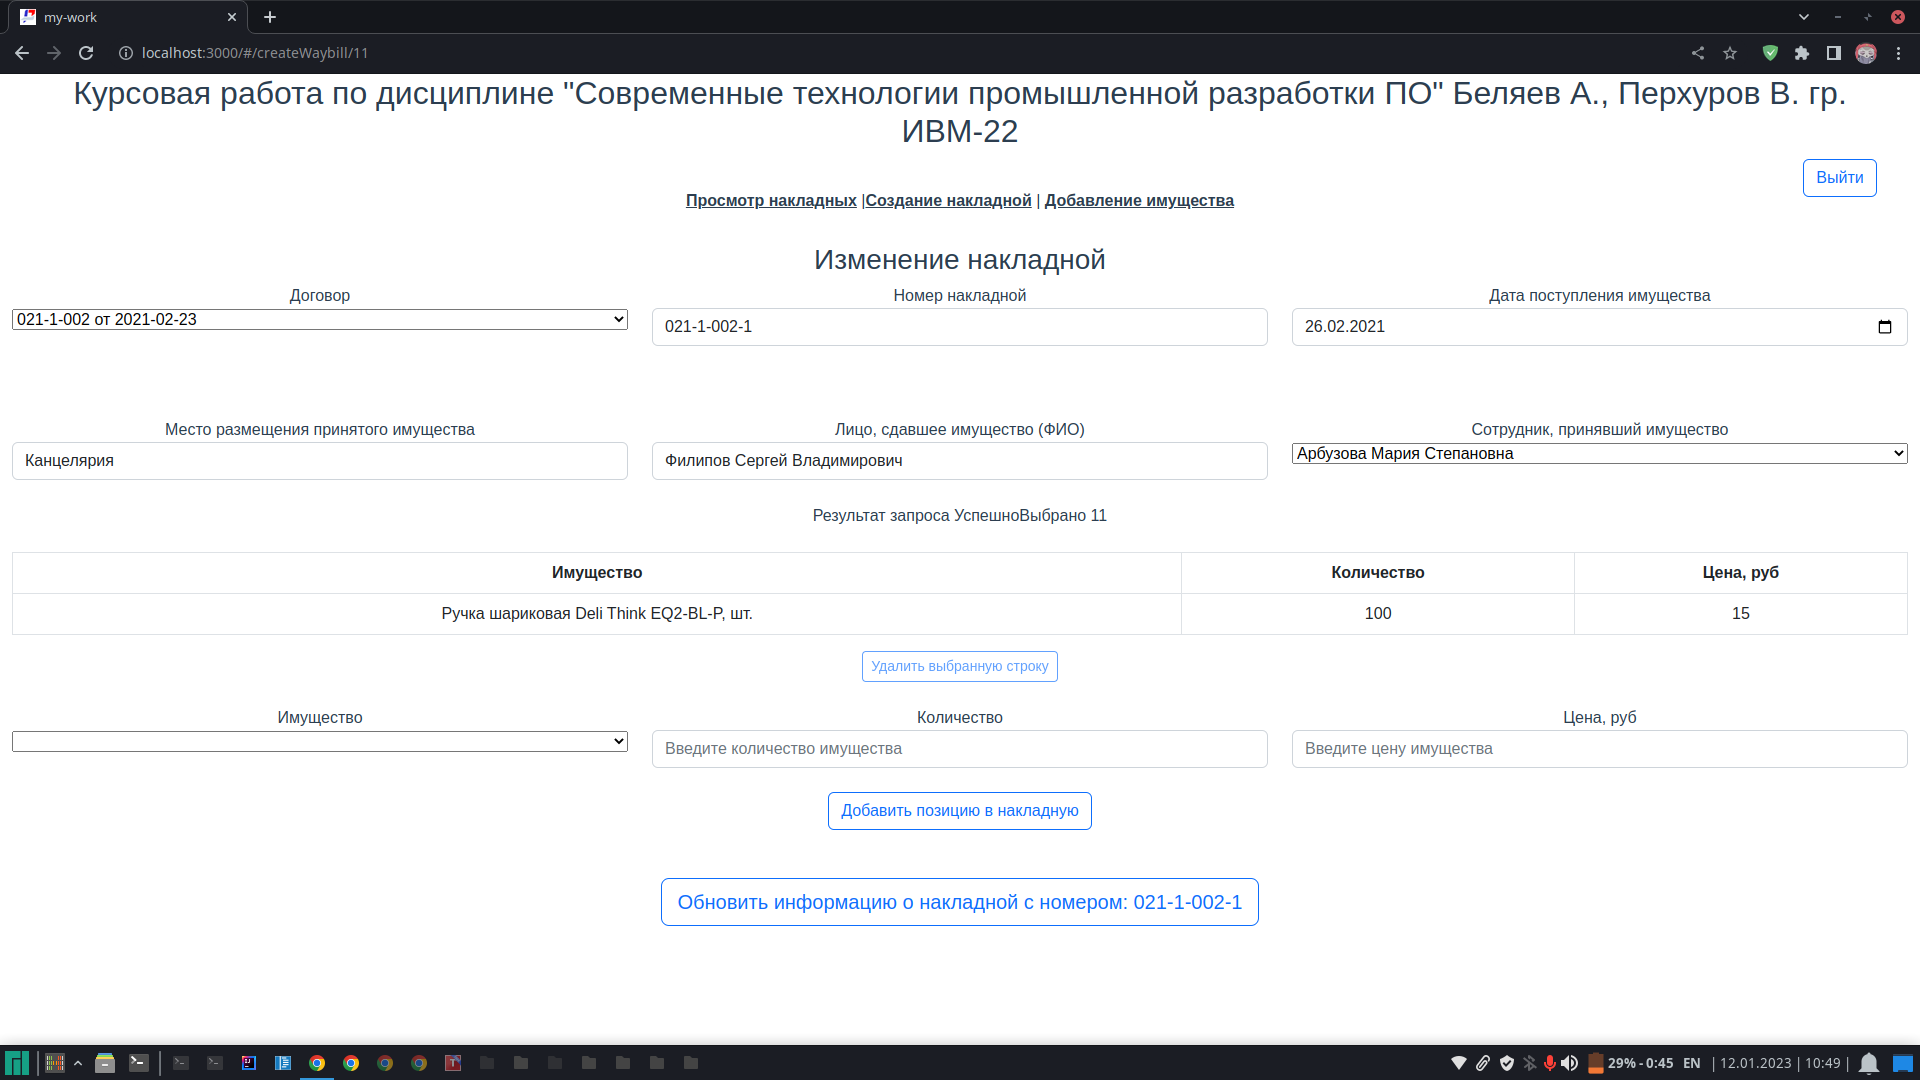 my-work
localhost:3000/#/createWaybill/11
Курсовая работа по дисциплине "Современные технологии промышленной разработки ПО" Беляев А., Перхуров В. гр.
ИВМ-22
Выйти
Просмотр накладных |Создание накладной | Добавление имущества
Изменение накладной
Договор
021-1-002 от 2021-02-23
Номер накладной
021-1-002-1
Дата поступления имущества
26.02.2021
Место размещения принятого имущества
Канцелярия
Лицо, сдавшее имущество (ФИО)
Филипов Сергей Владимирович
Сотрудник, принявший имущество
Арбузова Мария Степановна
Результат запроса УспешноВыбрано 11
Имущество Количество Цена, руб
Ручка шариковая Deli Think EQ2-BL-P, шт. 100 15
Удалить выбранную строку
Имущество
Количество
Введите количество имущества
Цена, руб
Введите цену имущества
Добавить позицию в накладную
Обновить информацию о накладной с номером: 021-1-002-1
29% - 0:45 EN | 12.01.2023 | 10:49 |